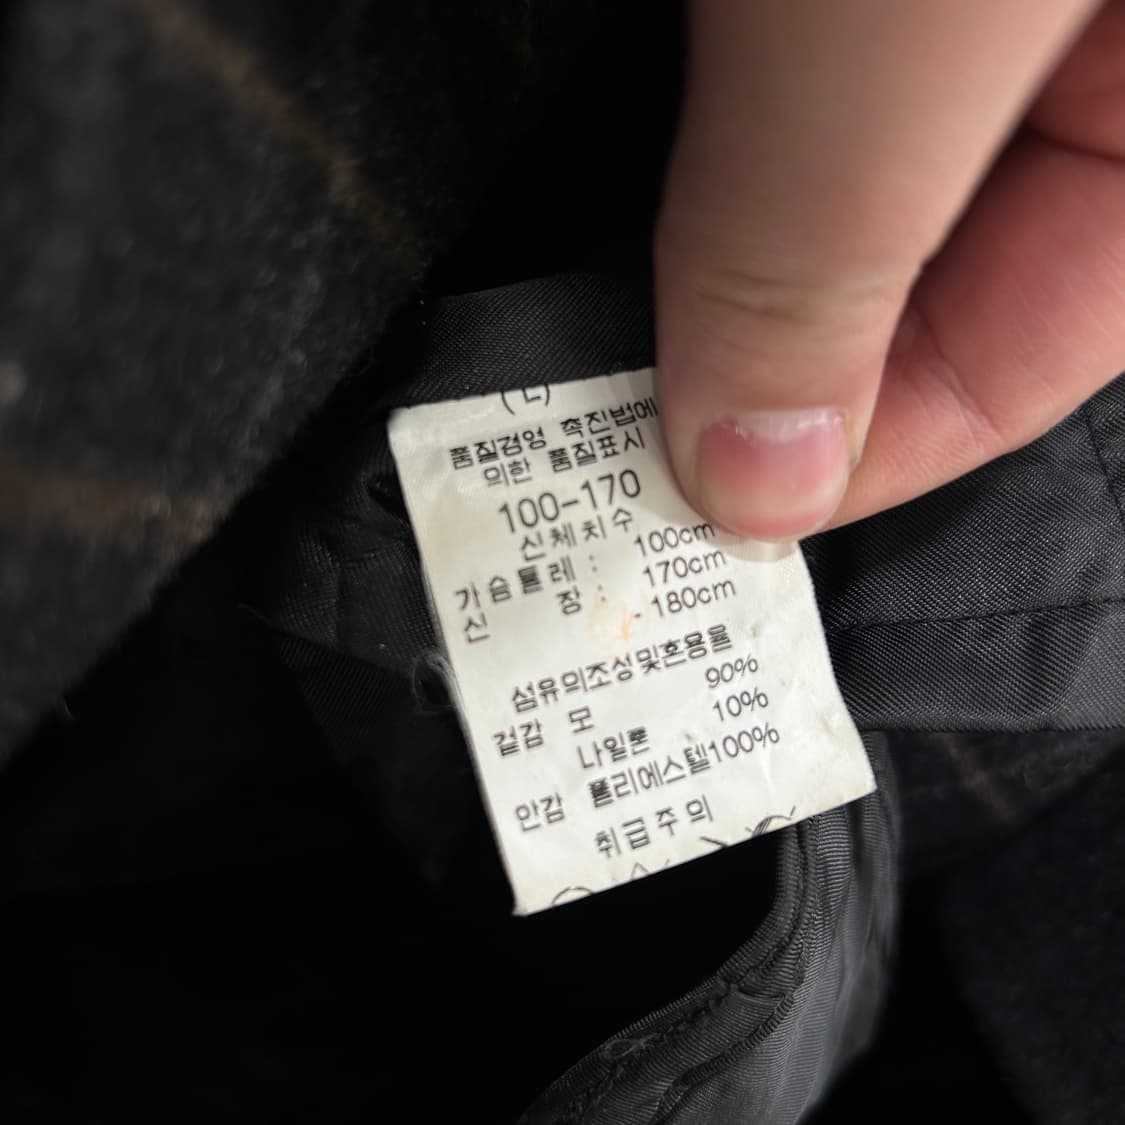 (L)
품질경영 촉진법에
의한 품질표시
100-170
신체치수
가슴둘레 : 100cm
신 장 : 170cm
- 180cm
섬유의조성및혼용율
겉감 모 90%
나일론 10%
안감 폴리에스텔100%
취급주의